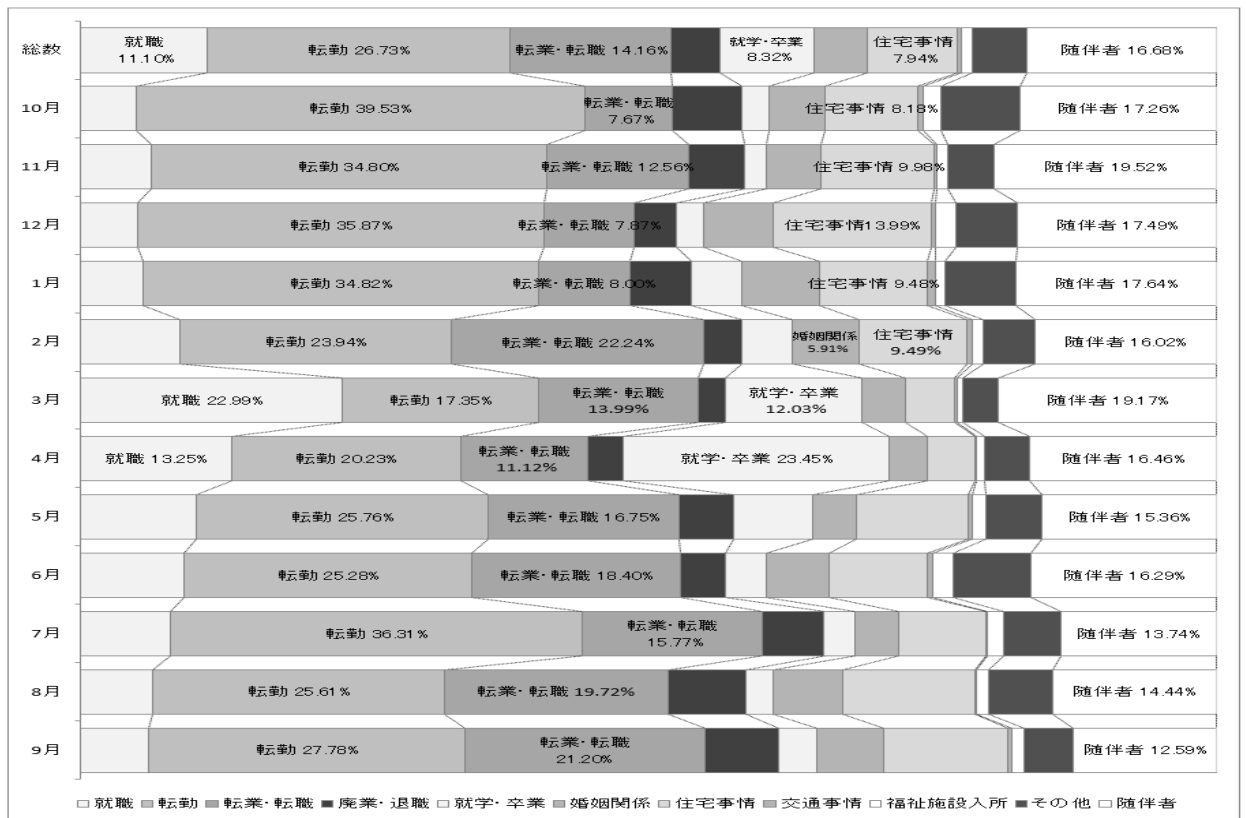 総数
就職
11.10%
転勤 26.73%
転業・転職 14.16%
就学・卒業
8.32%
住宅事情
7.94%
随伴者 16.68%
10月
転勤 39.53%
転業・転職
7.67%
住宅事情 8.18%
随伴者 17.26%
11月
転勤 34.80%
転業・転職 12.56%
住宅事情 9.98%
随伴者 19.52%
12月
転勤 35.87%
転業・転職 7.87%
住宅事情13.99%
随伴者 17.49%
1月
転勤 34.82%
転業・転職 8.00%
住宅事情 9.48%
随伴者 17.64%
2月
転勤 23.94%
転業・転職 22.24%
婚姻関係
5.91%
住宅事情
9.49%
随伴者 16.02%
3月
就職 22.99%
転勤 17.35%
転業・転職
13.99%
就学・卒業
12.03%
随伴者 19.17%
4月
就職 13.25%
転勤 20.23%
転業・転職
11.12%
就学・卒業 23.45%
随伴者 16.46%
5月
転勤 25.76%
転業・転職 16.75%
随伴者 15.36%
6月
転勤 25.28%
転業・転職 18.40%
随伴者 16.29%
7月
転勤 36.31%
転業・転職
15.77%
随伴者 13.74%
8月
転勤 25.61%
転業・転職 19.72%
随伴者 14.44%
9月
転勤 27.78%
転業・転職
21.20%
随伴者 12.59%
就職 転勤 転業・転職 廃業・退職 就学・卒業 婚姻関係 住宅事情 交通事情 福祉施設入所 その他 随伴者